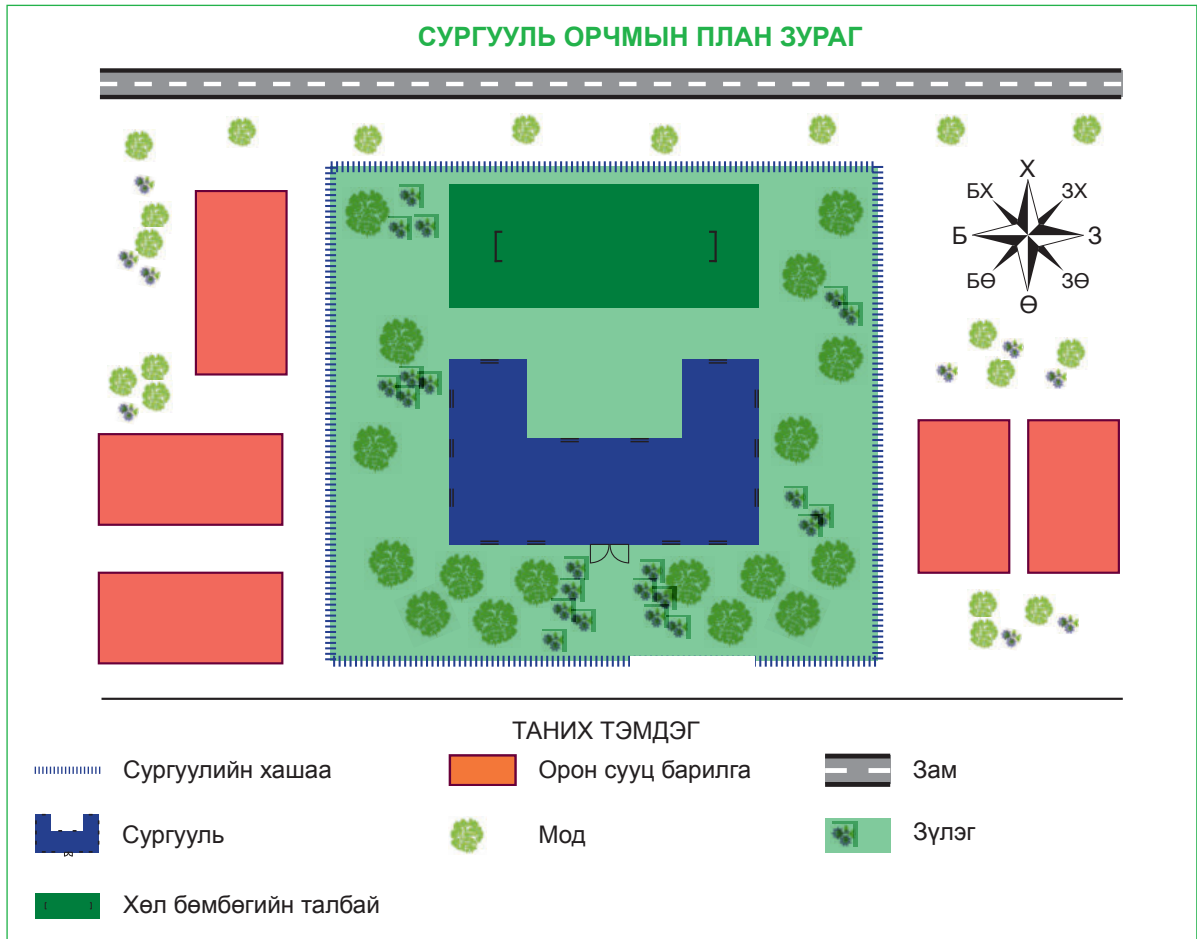 СУРГУУЛЬ ОРЧМЫН ПЛАН ЗУРАГ
Х
БХ ЗХ
Б З
БӨ ЗӨ
Ө
ТАНИХ ТЭМДЭГ
Сургуулийн хашаа Орон сууц барилга Зам
Сургууль Мод Зүлэг
Хөл бөмбөгийн талбай